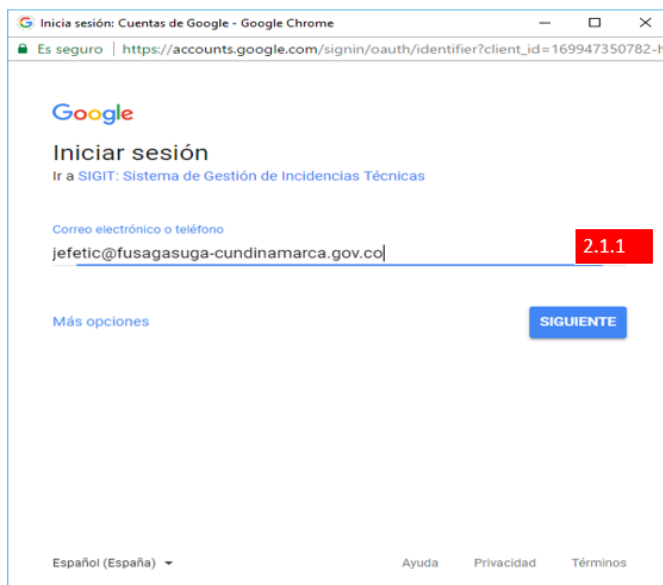 Inicia sesión: Cuentas de Google - Google Chrome
Es seguro | https://accounts.google.com/signin/oauth/identifier?client_id=169947350782-h
Google
Iniciar sesión
Ir a SIGIT: Sistema de Gestión de Incidencias Técnicas
Correo electrónico o teléfono
jefetic@fusagasuga-cundinamarca.gov.co
2.1.1
Más opciones
SIGUIENTE
Español (España)
Ayuda Privacidad Términos